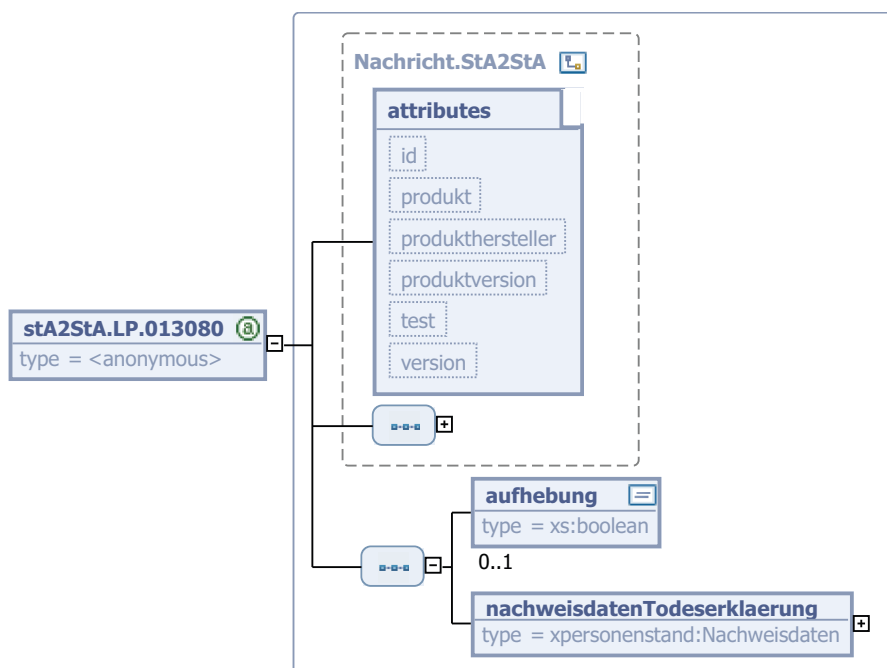 Nachricht.StA2StA
attributes
id
produkt
produkthersteller
produktversion
test
version
stA2StA.LP.013080 @
type = <anonymous>
aufhebung
type = xs:boolean
0..1
nachweisdatenTodeserklaerung
type = xpersonenstand:Nachweisdaten